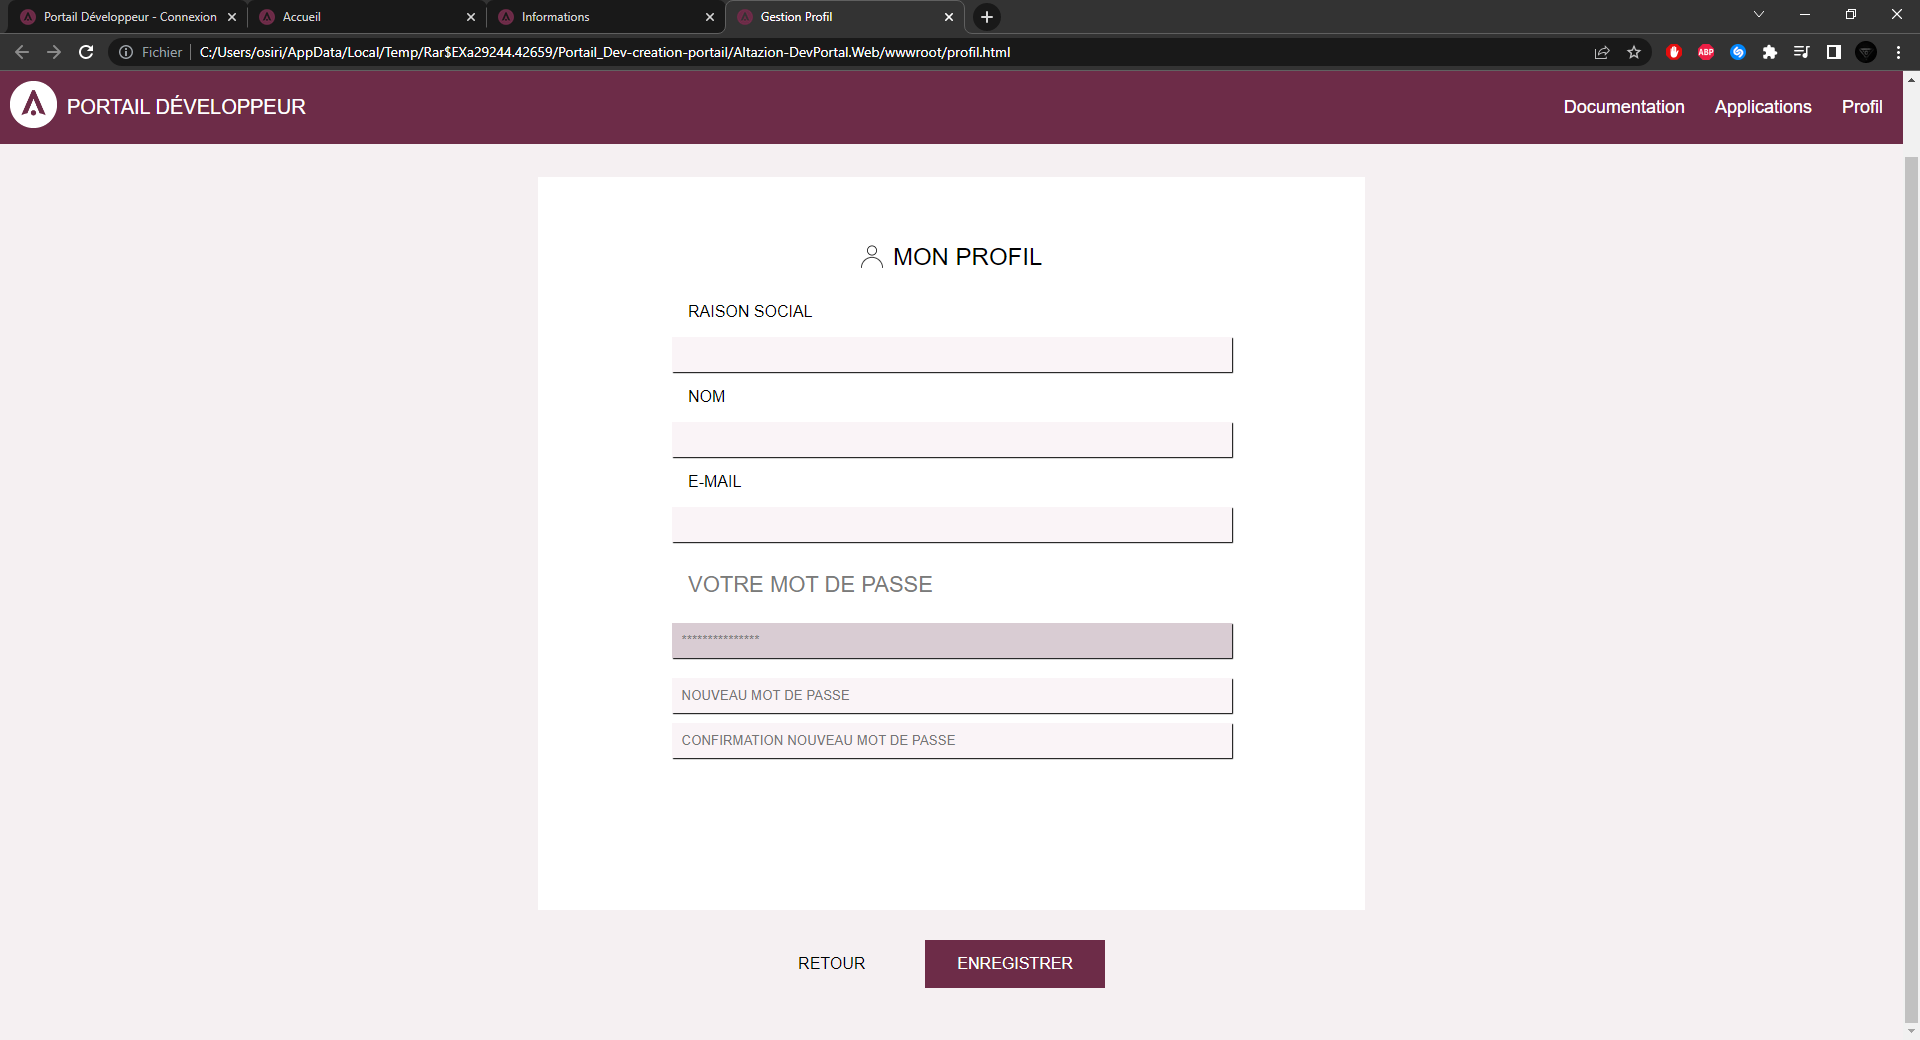 Portail Développeur - Connexion
Accueil
Informations
Gestion Profil
Fichier
C:/Users/osiri/AppData/Local/Temp/Rar$EXa29244.42659/Portail_Dev-creation-portail/Altazion-DevPortal.Web/wwwroot/profil.html
ABP
PORTAIL DÉVELOPPEUR
Documentation
Applications
Profil
MON PROFIL
RAISON SOCIAL
NOM
E-MAIL
VOTRE MOT DE PASSE
***************
NOUVEAU MOT DE PASSE
CONFIRMATION NOUVEAU MOT DE PASSE
RETOUR
ENREGISTRER